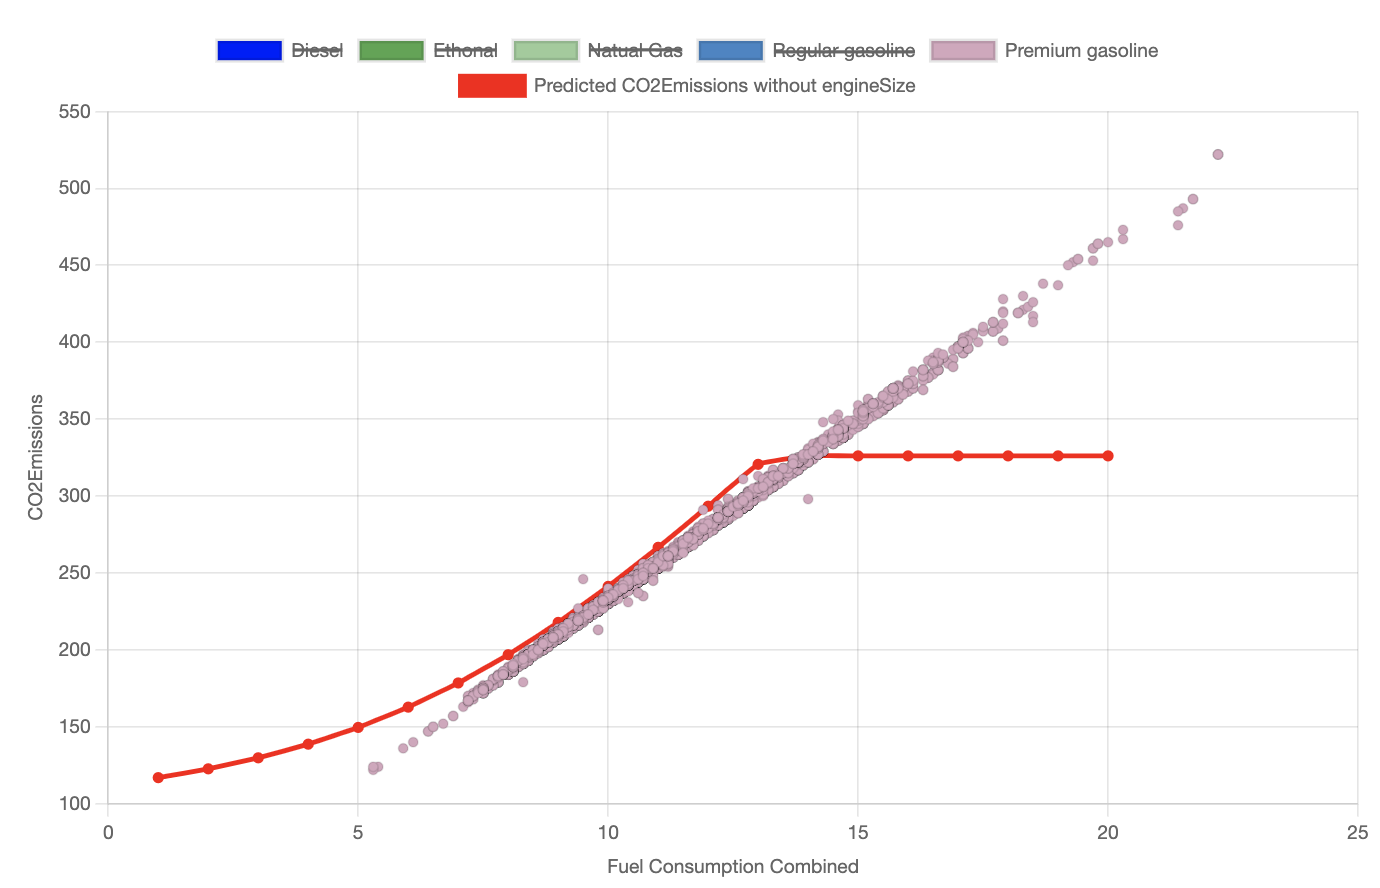 Diesel Ethonal Natual Gas Regular gasoline Premium gasoline
Predicted CO2Emissions without engineSize
550
500
450
400
350
300
250
200
150
100
CO2Emissions
0 5 10 15 20 25
Fuel Consumption Combined